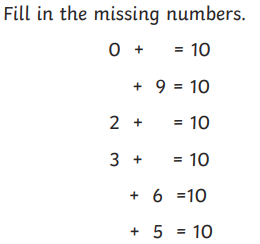 Fill in the missing numbers.
0 + = 10
+ 9 = 10
2 + = 10
3 + = 10
+ 6 =10
+ 5 = 10